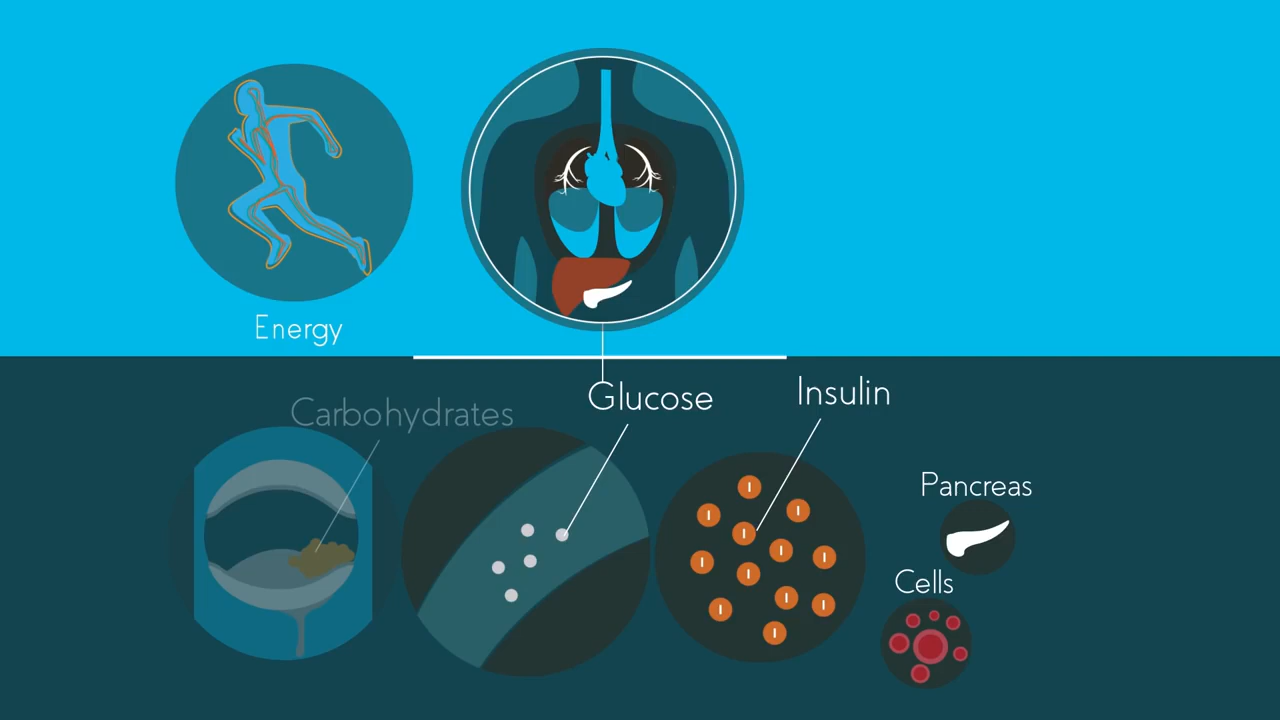 Energy
Carbohydrates
Glucose
Insulin
Pancreas
Cells
I
I
I
I
I
I
I
I
I
I
I
I